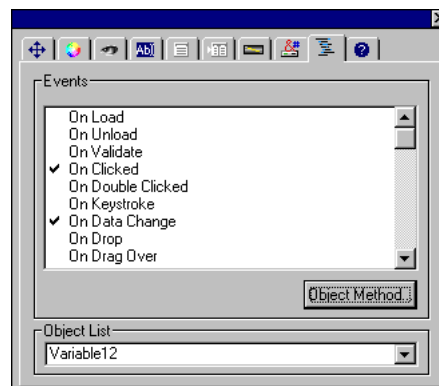 Ab|
&#
?
Events
On Load
On Unload
On Validate
✔ On Clicked
On Double Clicked
On Keystroke
✔ On Data Change
On Drop
On Drag Over
Object Method...
Object List
Variable12